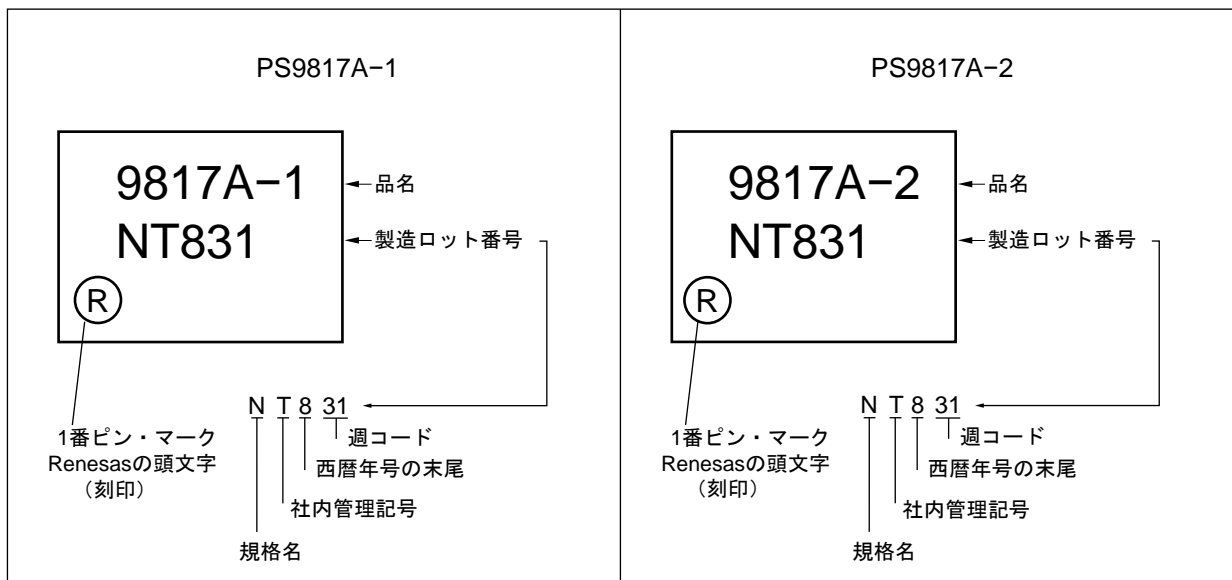 PS9817A−1
9817A−1
品名
NT831
製造ロット番号
R
N T 8 31
1番ピン・マーク
Renesasの頭文字
（刻印）
週コード
西暦年号の末尾
社内管理記号
規格名
PS9817A−2
9817A−2
品名
NT831
製造ロット番号
R
N T 8 31
1番ピン・マーク
Renesasの頭文字
（刻印）
週コード
西暦年号の末尾
社内管理記号
規格名